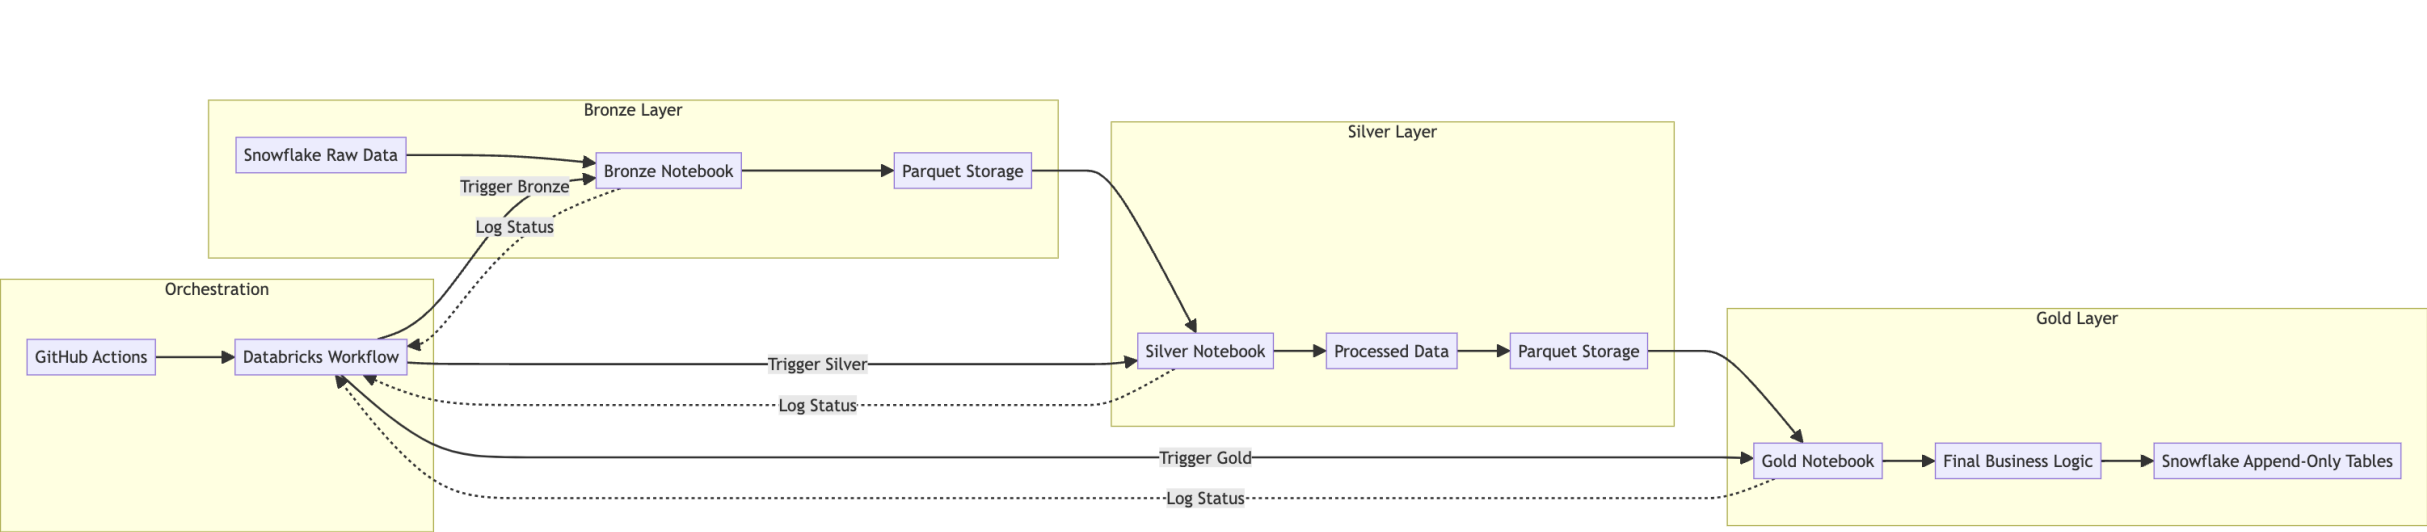 Bronze Layer
Snowflake Raw Data
Bronze Notebook
Parquet Storage
Trigger Bronze
Log Status
Silver Layer
Silver Notebook
Processed Data
Parquet Storage
Orchestration
GitHub Actions
Databricks Workflow
Trigger Silver
Log Status
Trigger Gold
Log Status
Gold Layer
Gold Notebook
Final Business Logic
Snowflake Append-Only Tables